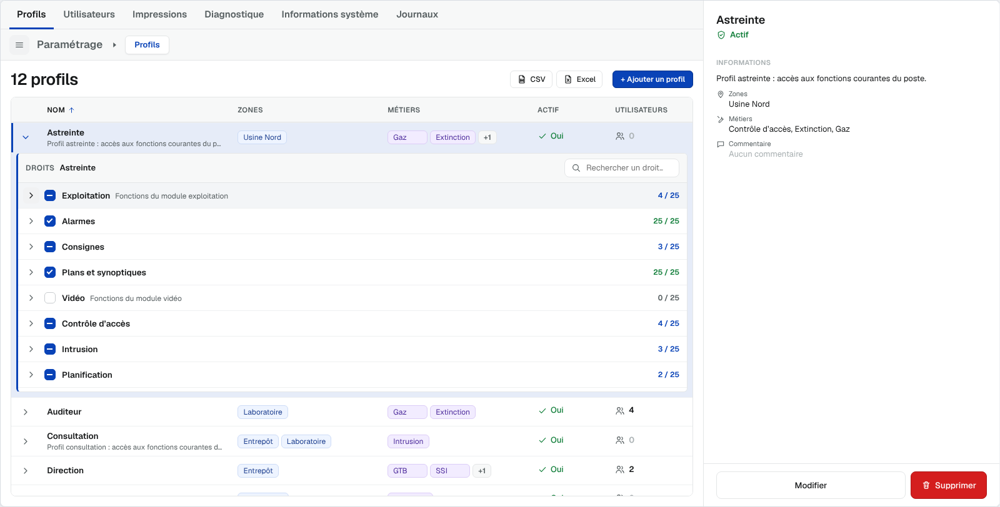 Profils
Utilisateurs
Impressions
Diagnostique
Informations système
Journaux
Paramétrage
Profils
12 profils
CSV
Excel
+ Ajouter un profil
NOM
ZONES
MÉTIERS
ACTIF
UTILISATEURS
Astreinte
Profil astreinte : accès aux fonctions courantes du p...
Usine Nord
Gaz
Extinction
+1
Oui
0
DROITS Astreinte
Rechercher un droit..
Exploitation Fonctions du module exploitation
4 / 25
Alarmes
25 / 25
Consignes
3 / 25
Plans et synoptiques
25 / 25
Vidéo Fonctions du module vidéo
0 / 25
Contrôle d'accès
4 / 25
Intrusion
3 / 25
Planification
2 / 25
Auditeur
Laboratoire
Gaz
Extinction
Oui
4
Consultation
Profil consultation : accès aux fonctions courantes d...
Entrepôt
Laboratoire
Intrusion
Oui
0
Direction
Entrepôt
GTB
SSI
+1
Oui
2
Astreinte
Actif
INFORMATIONS
Profil astreinte : accès aux fonctions courantes du poste.
Zones
Usine Nord
Métiers
Contrôle d'accès, Extinction, Gaz
Commentaire
Aucun commentaire
Modifier
Supprimer